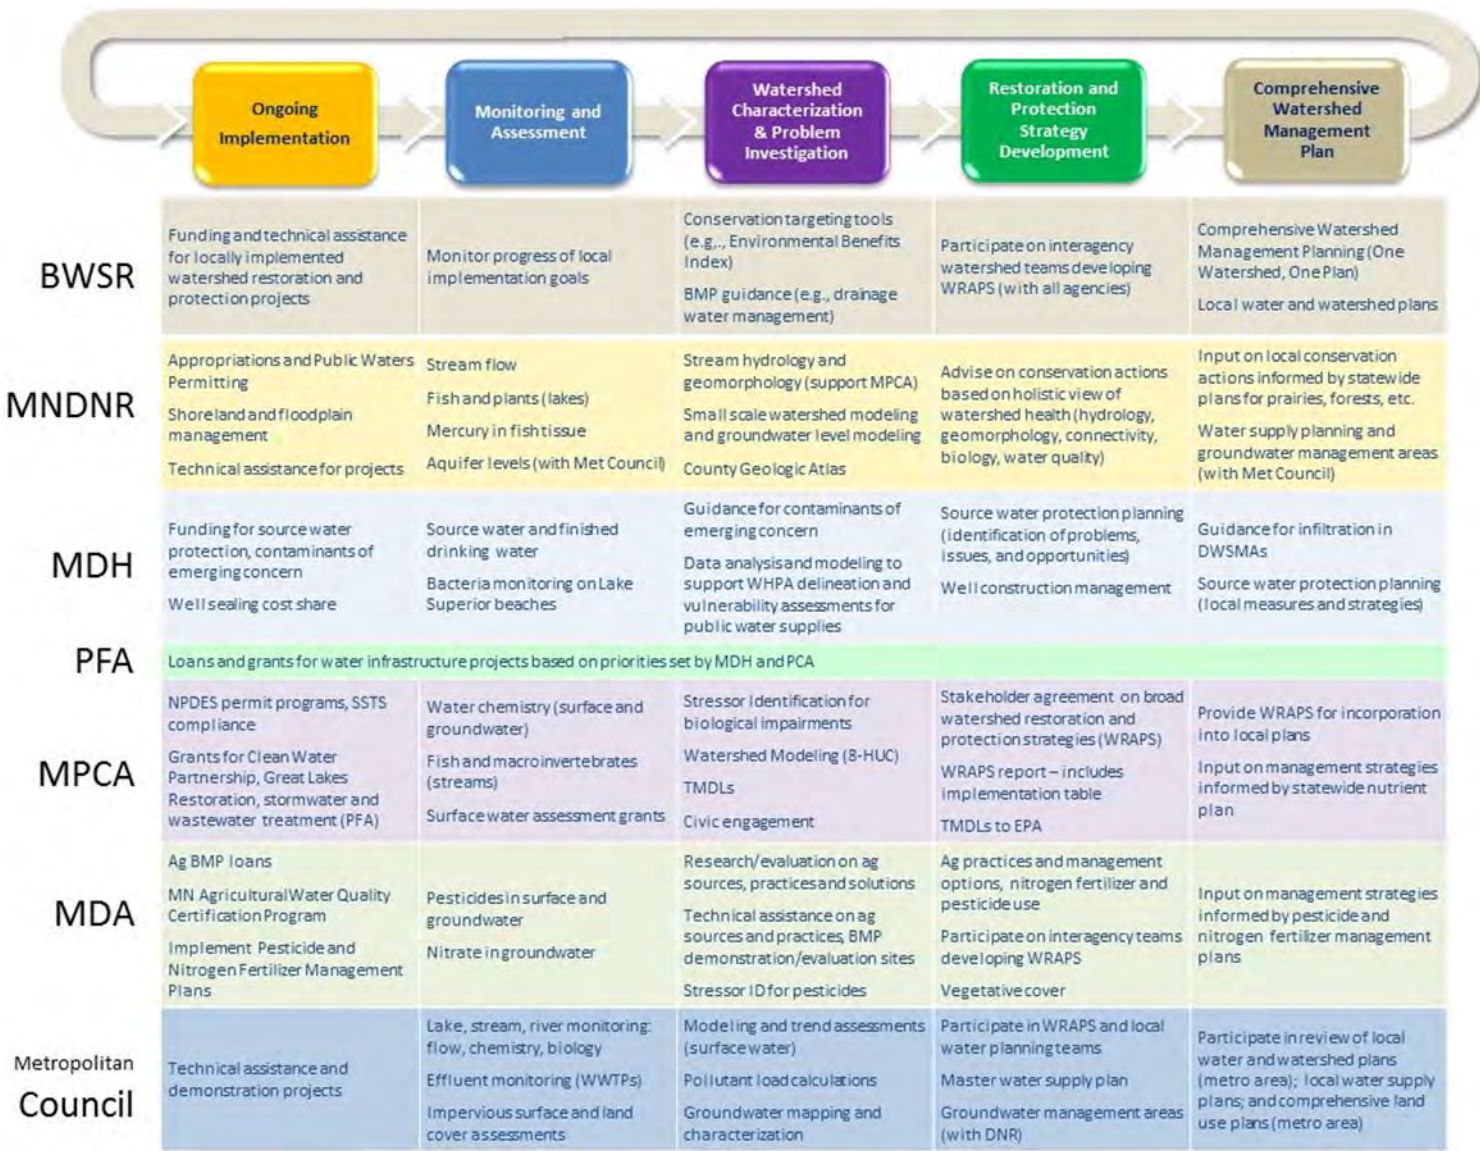 Ongoing
Implementation
Monitoring and
Assessment
Watershed
Characterization
& Problem
Investigation
Restoration and
Protection
Strategy
Development
Comprehensive
Watershed
Management
Plan
BWSR
Funding and technical assistance
for locally implemented
watershed restoration and
protection projects
Monitor progress of local
implementation goals
Conservation targeting tools
(e.g,., Environmental Benefits
Index)
BMP guidance (e.g., drainage
water management)
Participate on interagency
watershed teams developing
WRAPS (with all agencies)
Comprehensive Watershed
Management Planning (One
Watershed, One Plan)
Local water and watershed plans
MNDNR
Appropriations and Public Waters
Permitting
Shoreland and floodplain
management
Technical assistance for projects
Stream flow
Fish and plants (lakes)
Mercury in fish tissue
Aquifer levels (with Met Council)
Stream hydrology and
geomorphology (support MPCA)
Small scale watershed modeling
and groundwater level modeling
County Geologic Atlas
Advise on conservation actions
based on holistic view of
watershed health (hydrology,
geomorphology, connectivity,
biology, water quality)
Input on local conservation
actions informed by statewide
plans for prairies, forests, etc.
Water supply planning and
groundwater management areas
(with Met Council)
MDH
Funding for source water
protection, contaminants of
emerging concern
Well sealing cost share
Source water and finished
drinking water
Bacteria monitoring on Lake
Superior beaches
Guidance for contaminants of
emerging concern
Data analysis and modeling to
support WHPA delineation and
vulnerability assessments for
public water supplies
Source water protection planning
(identification of problems,
issues, and opportunities)
Well construction management
Guidance for infiltration in
DWSMAs
Source water protection planning
(local measures and strategies)
PFA
Loans and grants for water infrastructure projects based on priorities set by MDH and PCA
MPCA
NPDES permit programs, SSTS
compliance
Grants for Clean Water
Partnership, Great Lakes
Restoration, stormwater and
wastewater treatment (PFA)
Water chemistry (surface and
groundwater)
Fish and macroinvertebrates
(streams)
Surface water assessment grants
Stressor Identification for
biological impairments
Watershed Modeling (8-HUC)
TMDLs
Civic engagement
Stakeholder agreement on broad
watershed restoration and
protection strategies (WRAPS)
WRAPS report – includes
implementation table
TMDLs to EPA
Provide WRAPS for incorporation
into local plans
Input on management strategies
informed by statewide nutrient
plan
MDA
Ag BMP loans
MN Agricultural Water Quality
Certification Program
Implement Pesticide and
Nitrogen Fertilizer Management
Plans
Pesticides in surface and
groundwater
Nitrate in groundwater
Research/evaluation on ag
sources, practices and solutions
Technical assistance on ag
sources and practices, BMP
demonstration/evaluation sites
Stressor ID for pesticides
Ag practices and management
options, nitrogen fertilizer and
pesticide use
Participate on interagency teams
developing WRAPS
Vegetative cover
Input on management strategies
informed by pesticide and
nitrogen fertilizer management
plans
Metropolitan
Council
Technical assistance and
demonstration projects
Lake, stream, river monitoring:
flow, chemistry, biology
Effluent monitoring (WWTPs)
Impervious surface and land
cover assessments
Modeling and trend assessments
(surface water)
Pollutant load calculations
Groundwater mapping and
characterization
Participate in WRAPS and local
water planning teams
Master water supply plan
Groundwater management areas
(with DNR)
Participate in review of local
water and watershed plans
(metro area); local water supply
plans; and comprehensive land
use plans (metro area)